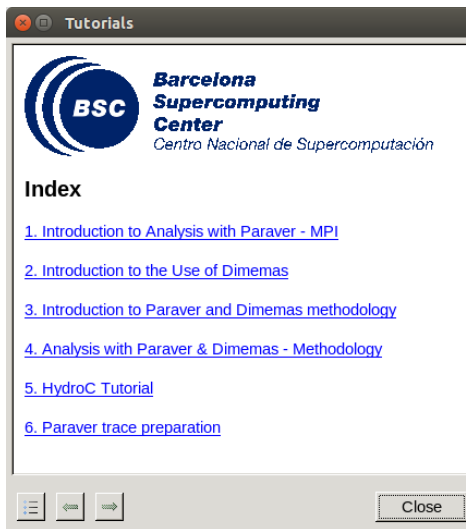 Tutorials
BSC
Barcelona
Supercomputing
Center
Centro Nacional de Supercomputación
Index
1. Introduction to Analysis with Paraver - MPI
2. Introduction to the Use of Dimemas
3. Introduction to Paraver and Dimemas methodology
4. Analysis with Paraver & Dimemas - Methodology
5. HydroC Tutorial
6. Paraver trace preparation
Close